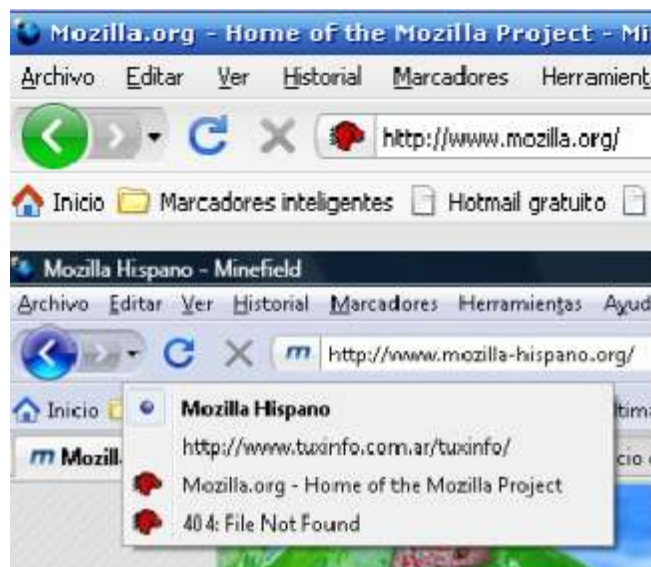 Mozilla.org - Home of the Mozilla Project - Mi
Archivo Editar Ver Historial Marcadores Herramient
http://www.mozilla.org/
Inicio Marcadores inteligentes Hotmail gratuito
Mozilla Hispano - Minefield
Archivo Editar Ver Historial Marcadores Herramientas Ayud
m http://www.mozilla-hispano.org/
Inicio
Mozilla Hispano
http://www.tuxinfo.com.ar/tuxinfo/
m Mozill
Mozilla.org - Home of the Mozilla Project
404: File Not Found